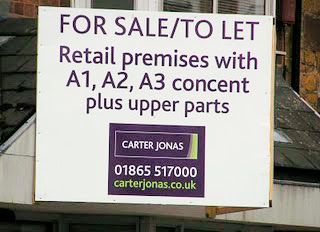 FOR SALE/TO LET
Retail premises with
A1, A2, A3 concent
plus upper parts
CARTER JONAS
01865 517000
carterjonas.co.uk